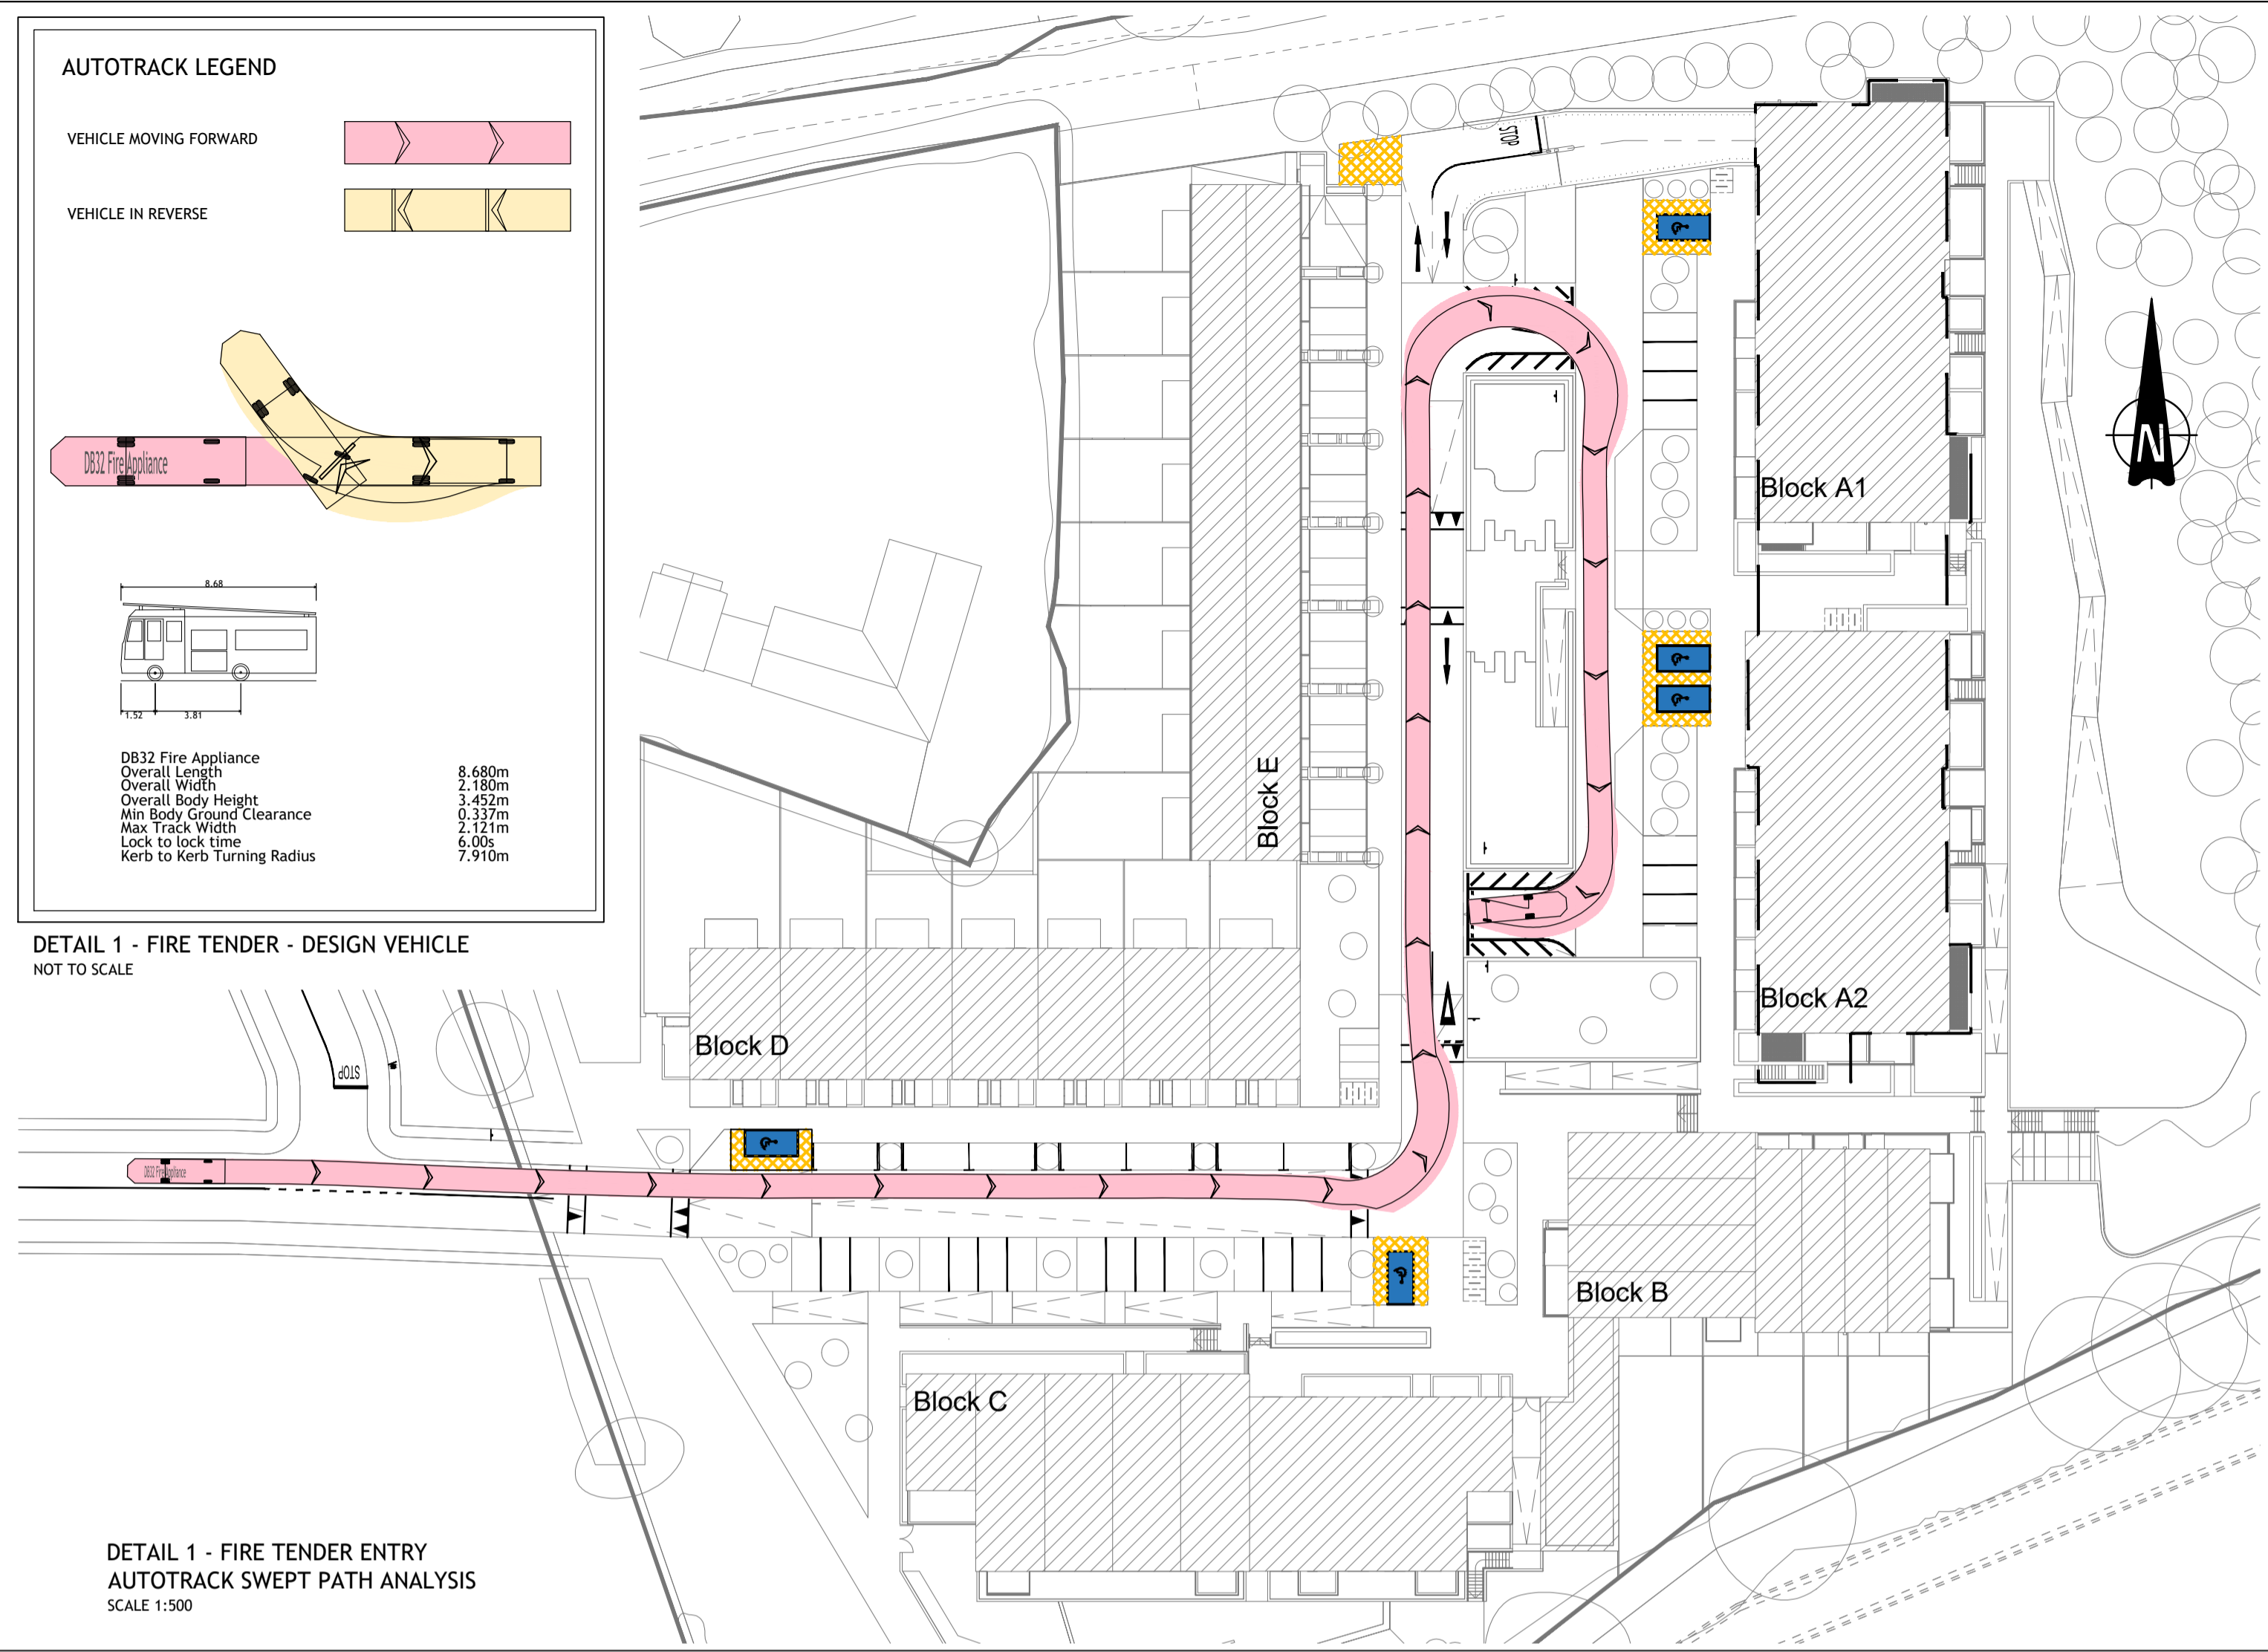 AUTOTRACK LEGEND
VEHICLE MOVING FORWARD
VEHICLE IN REVERSE
DB32 Fire Appliance
8.68
1.52
3.81
DB32 Fire Appliance
Overall Length 8.680m
Overall Width 2.180m
Overall Body Height 3.452m
Min Body Ground Clearance 0.337m
Max Track Width 2.121m
Lock to lock time 6.00s
Kerb to Kerb Turning Radius 7.910m
DETAIL 1 - FIRE TENDER - DESIGN VEHICLE
NOT TO SCALE
STOP
N
Block A1
Block E
Block A2
Block D
STOP
DB32 Fire Appliance
Block B
Block C
DETAIL 1 - FIRE TENDER ENTRY
AUTOTRACK SWEPT PATH ANALYSIS
SCALE 1:500